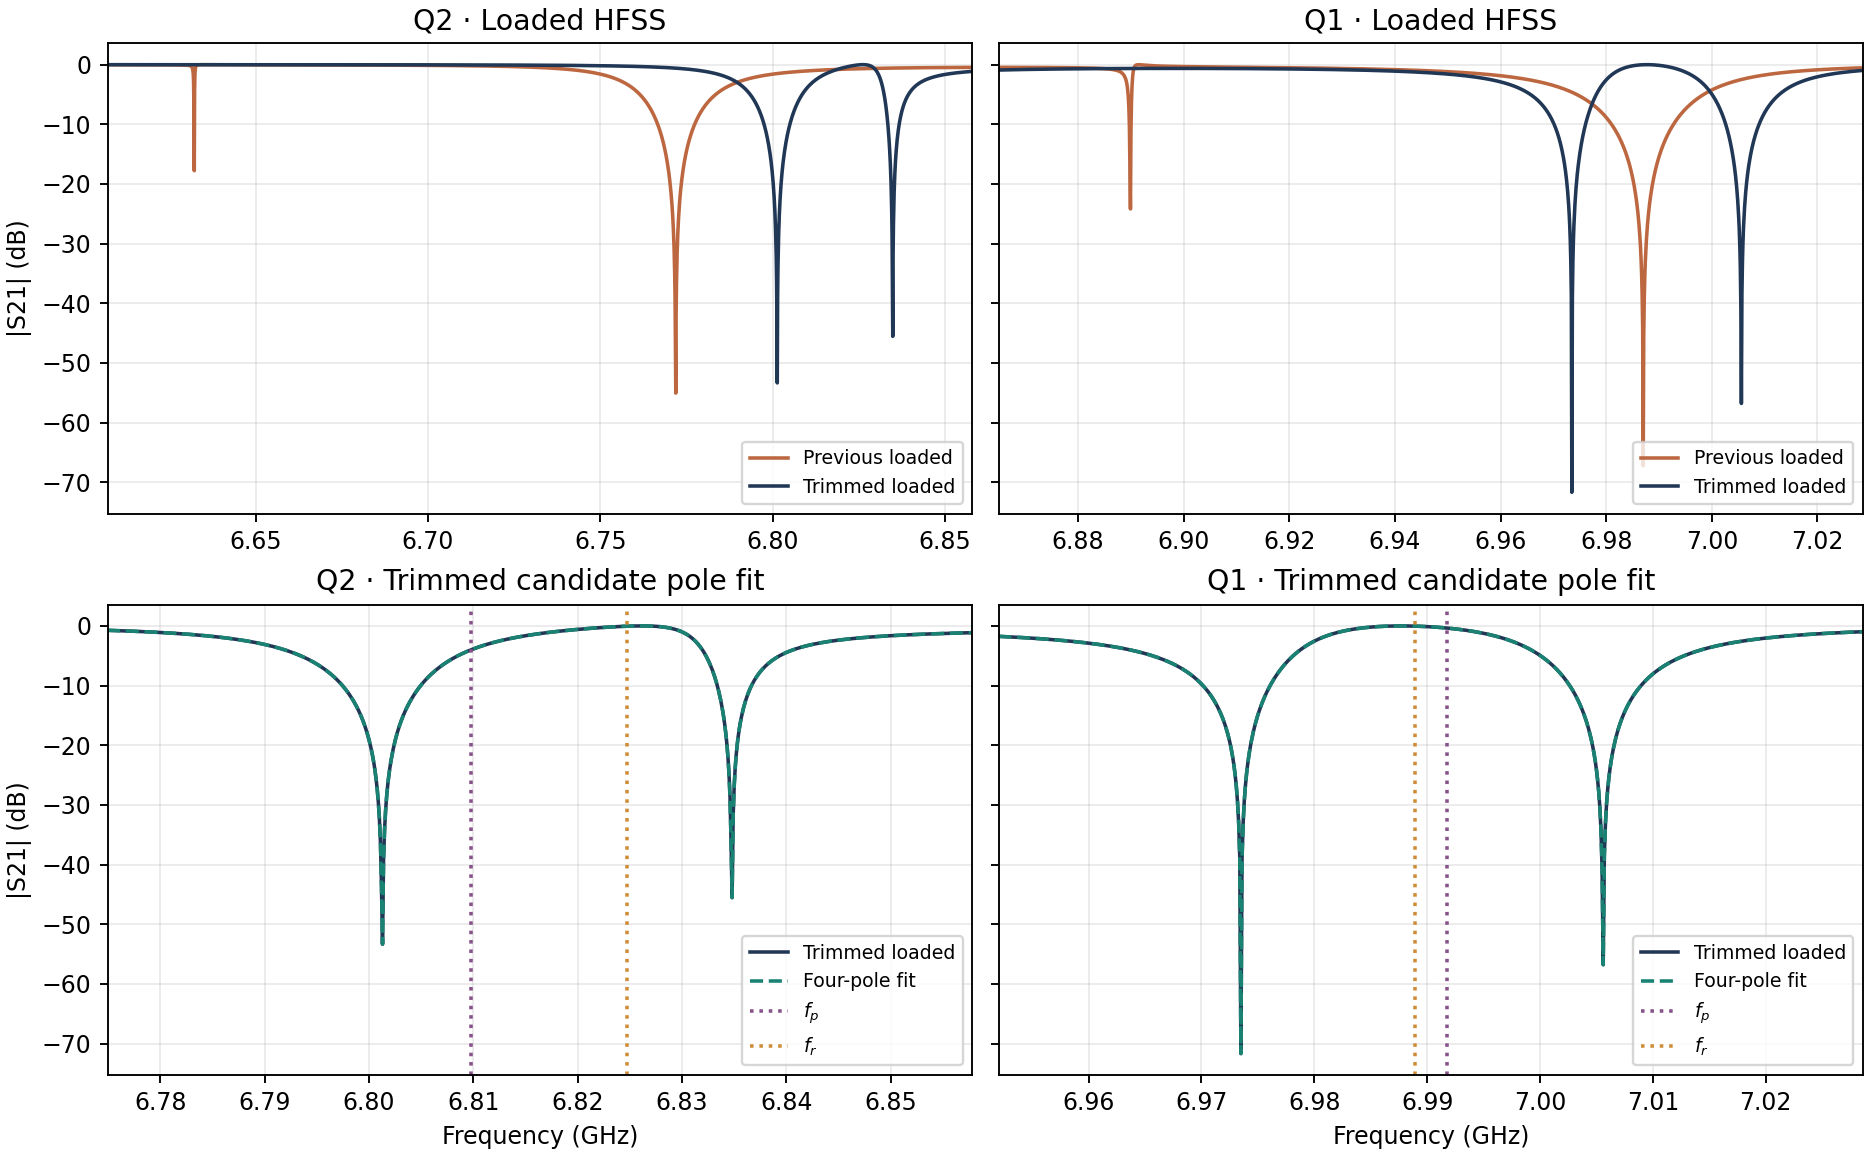 Q2 · Loaded HFSS
0
−10
−20
−30
−40
−50
−60
−70
|S21| (dB)
6.65
6.70
6.75
6.80
6.85
Previous loaded
Trimmed loaded
Q1 · Loaded HFSS
6.88
6.90
6.92
6.94
6.96
6.98
7.00
7.02
Previous loaded
Trimmed loaded
Q2 · Trimmed candidate pole fit
0
−10
−20
−30
−40
−50
−60
−70
|S21| (dB)
6.78
6.79
6.80
6.81
6.82
6.83
6.84
6.85
Frequency (GHz)
Trimmed loaded
Four-pole fit
fp
fr
Q1 · Trimmed candidate pole fit
6.96
6.97
6.98
6.99
7.00
7.01
7.02
Frequency (GHz)
Trimmed loaded
Four-pole fit
fp
fr